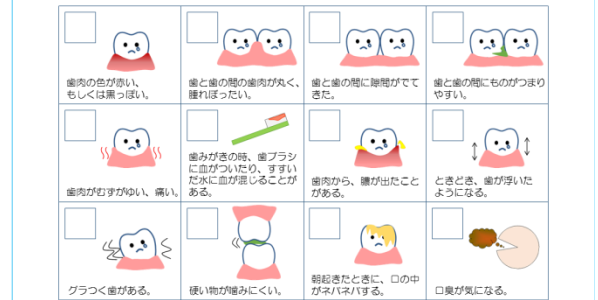 歯肉の色が赤い、
もしくは黒っぽい。
歯と歯の間の歯肉が丸く、
腫れぼったい。
歯と歯の間に隙間がでて
きた。
歯と歯の間にものがつまり
やすい。
歯肉がむずがゆい、痛い。
歯みがきの時、歯ブラシ
に血がついたり、すすい
だ水に血が混じることが
ある。
歯肉から、膿が出たこと
がある。
ときどき、歯が浮いた
ようになる。
グラつく歯がある。
硬い物が噛みにくい。
朝起きたときに、口の中
がネバネバする。
口臭が気になる。